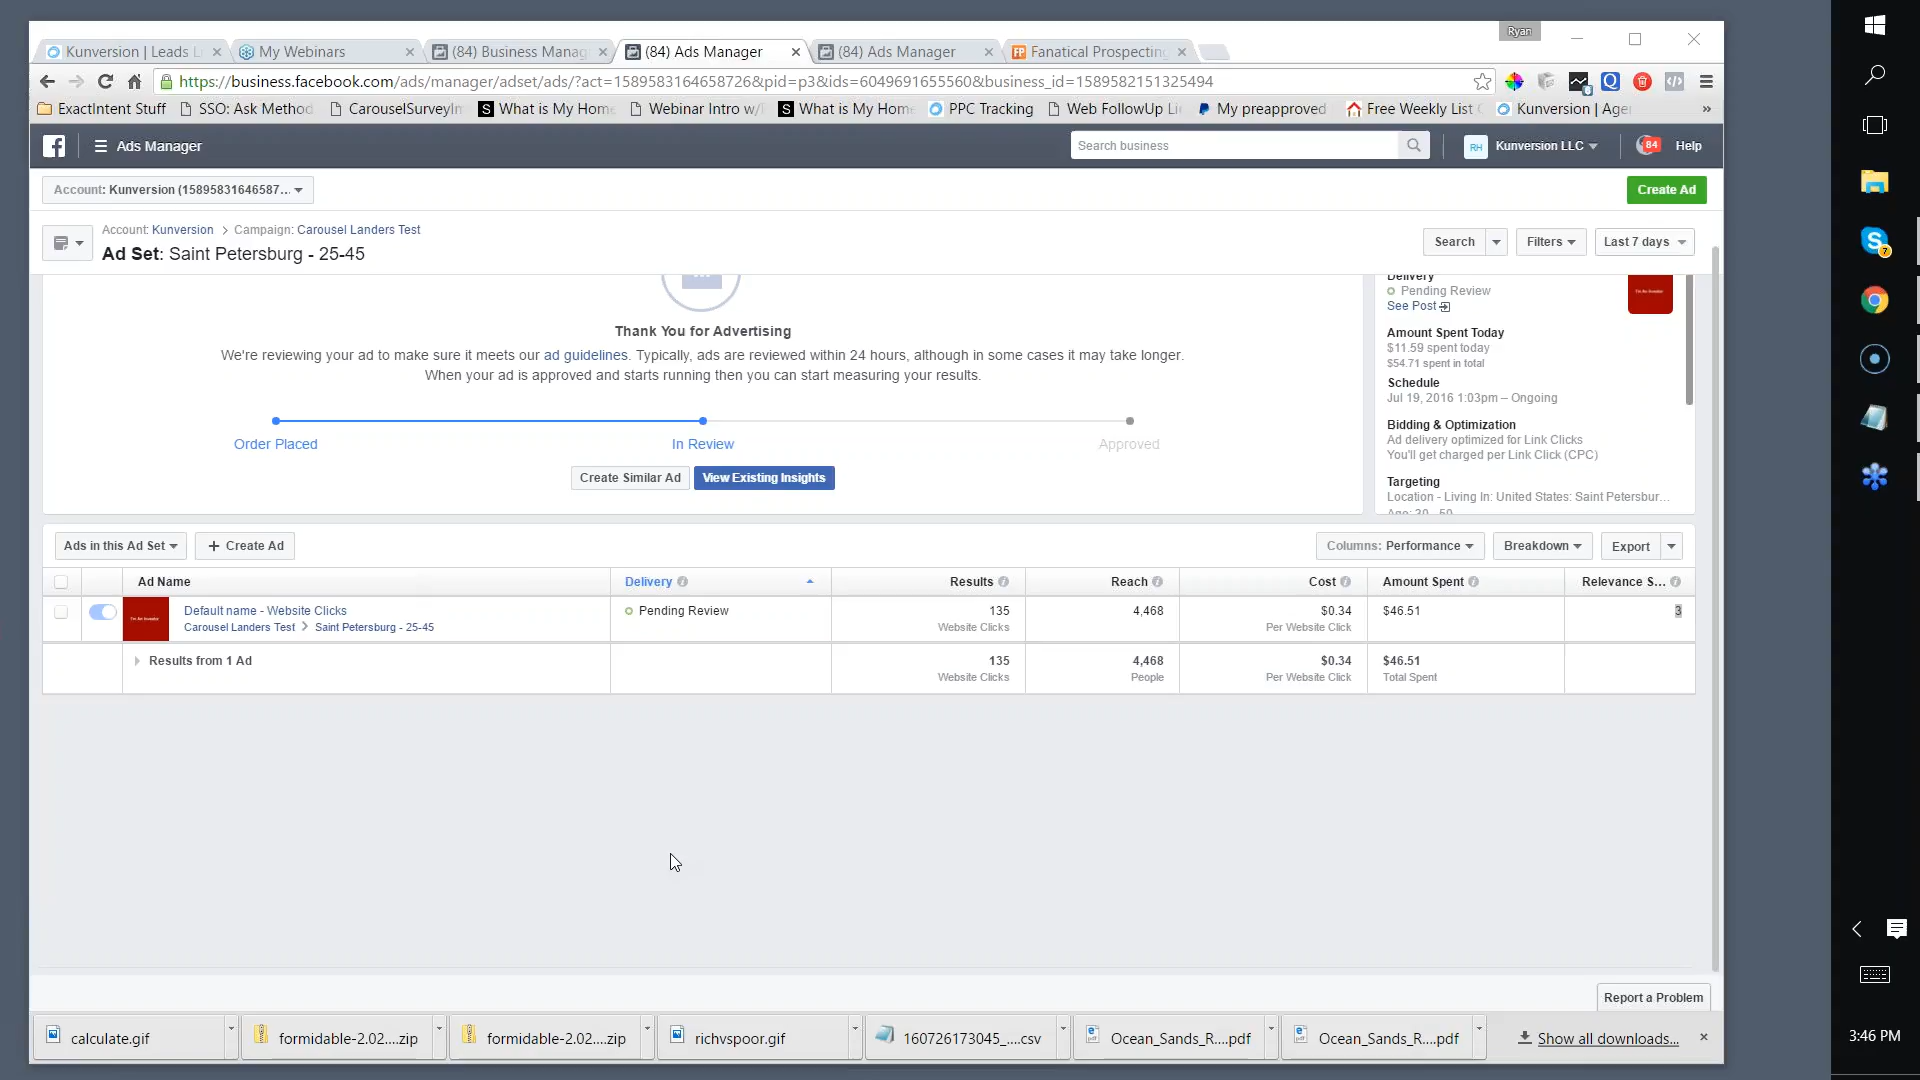 Ryan
Kunversion | Leads L
My Webinars
(84) Business Manag
(84) Ads Manager
(84) Ads Manager
Fanatical Prospecting
https://business.facebook.com/ads/manager/adset/ads/?act=1589583164658726&pid=p3&ids=6049691655560&business_id=1589582151325494
ExactIntent Stuff
SSO: Ask Method
CarouselSurveyIm
S What is My Home
Webinar Intro w/
S What is My Home
PPC Tracking
Web FollowUp Li
My preapproved
Free Weekly List
Kunversion | Age
»
Ads Manager
Search business
RH
Kunversion LLC
84
Help
Account: Kunversion (15895831646587...
Create Ad
Account: Kunversion > Campaign: Carousel Landers Test
Ad Set: Saint Petersburg - 25-45
Search
Filters
Last 7 days
Thank You for Advertising
We're reviewing your ad to make sure it meets our ad guidelines. Typically, ads are reviewed within 24 hours, although in some cases it may take longer.
When your ad is approved and starts running then you can start measuring your results.
Order Placed
In Review
Approved
Create Similar Ad
View Existing Insights
Delivery
Pending Review
See Post
I'm An Investor
Amount Spent Today
$11.59 spent today
$54.71 spent in total
Schedule
Jul 19, 2016 1:03pm – Ongoing
Bidding & Optimization
Ad delivery optimized for Link Clicks
You'll get charged per Link Click (CPC)
Targeting
Location - Living In: United States: Saint Petersbur...
Age: 30 - 50
Ads in this Ad Set
+ Create Ad
Columns: Performance
Breakdown
Export
Ad Name
Delivery
Results
Reach
Cost
Amount Spent
Relevance S...
I'm An Investor
Default name - Website Clicks
Carousel Landers Test > Saint Petersburg - 25-45
Pending Review
135
Website Clicks
4,468
$0.34
Per Website Click
$46.51
3
Results from 1 Ad
135
Website Clicks
4,468
People
$0.34
Per Website Click
$46.51
Total Spent
Report a Problem
calculate.gif
formidable-2.02....zip
formidable-2.02....zip
richvspoor.gif
160726173045_....csv
Ocean_Sands_R....pdf
Ocean_Sands_R....pdf
Show all downloads...
7
3:46 PM